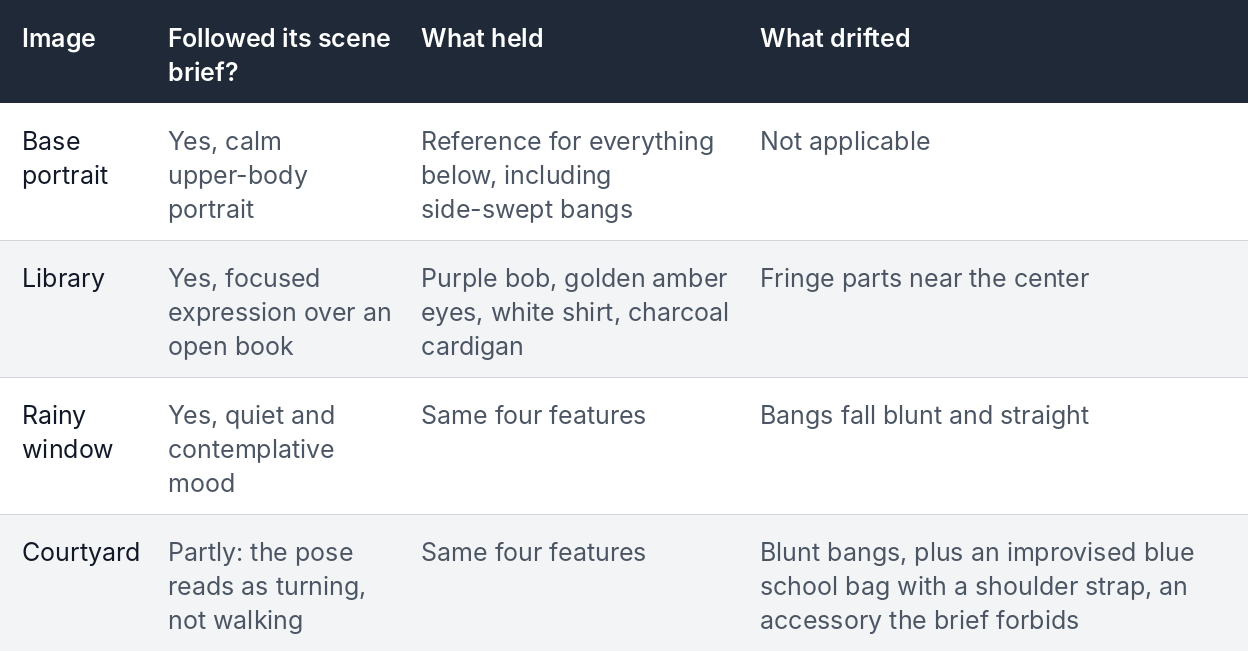 Image
Followed its scene
brief?
What held
What drifted
Base
portrait
Yes, calm
upper-body
portrait
Reference for everything
below, including
side-swept bangs
Not applicable
Library
Yes, focused
expression over an
open book
Purple bob, golden amber
eyes, white shirt, charcoal
cardigan
Fringe parts near the center
Rainy
window
Yes, quiet and
contemplative
mood
Same four features
Bangs fall blunt and straight
Courtyard
Partly: the pose
reads as turning,
not walking
Same four features
Blunt bangs, plus an improvised blue
school bag with a shoulder strap, an
accessory the brief forbids